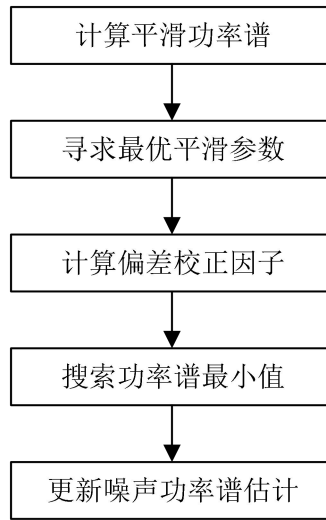 计算平滑功率谱
寻求最优平滑参数
计算偏差校正因子
搜索功率谱最小值
更新噪声功率谱估计